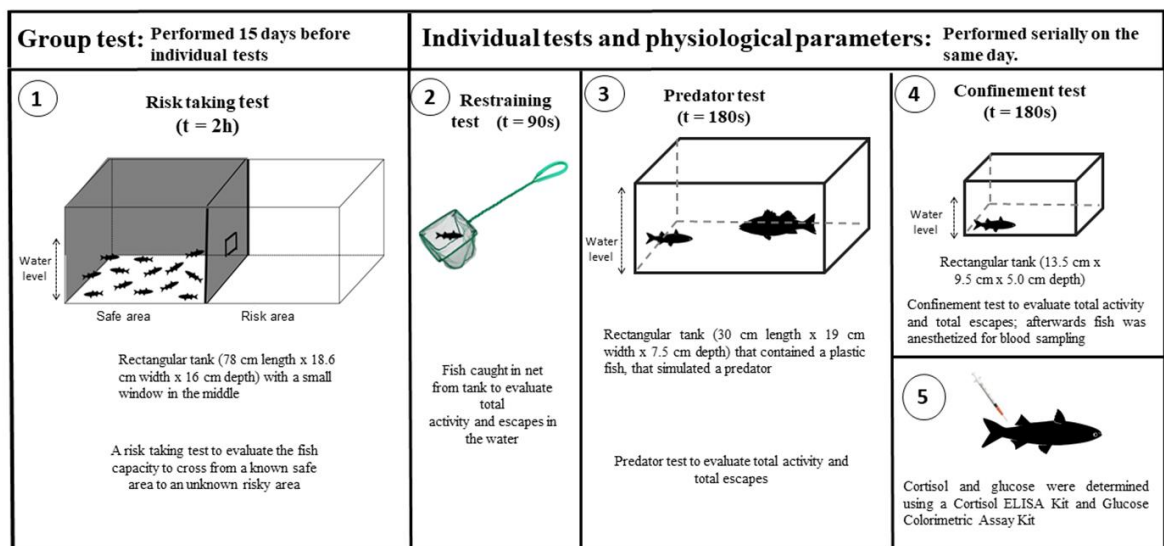 Group test: Performed 15 days before
individual tests
Individual tests and physiological parameters: Performed serially on the
same day.
1
Risk taking test
(t = 2h)
Water
level
Safe area
Risk area
Rectangular tank (78 cm length x 18.6
cm width x 16 cm depth) with a small
window in the middle
A risk taking test to evaluate the fish
capacity to cross from a known safe
area to an unknown risky area
2
Restraining
test (t = 90s)
Fish caught in net
from tank to evaluate
total
activity and escapes in
the water
3
Predator test
(t = 180s)
Water
level
Rectangular tank (30 cm length x 19 cm
width x 7.5 cm depth) that contained a plastic
fish, that simulated a predator
Predator test to evaluate total activity and
total escapes
4
Confinement test
(t = 180s)
Water
level
Rectangular tank (13.5 cm x
9.5 cm x 5.0 cm depth)
Confinement test to evaluate total activity
and total escapes; afterwards fish was
anesthetized for blood sampling
5
Cortisol and glucose were determined
using a Cortisol ELISA Kit and Glucose
Colorimetric Assay Kit